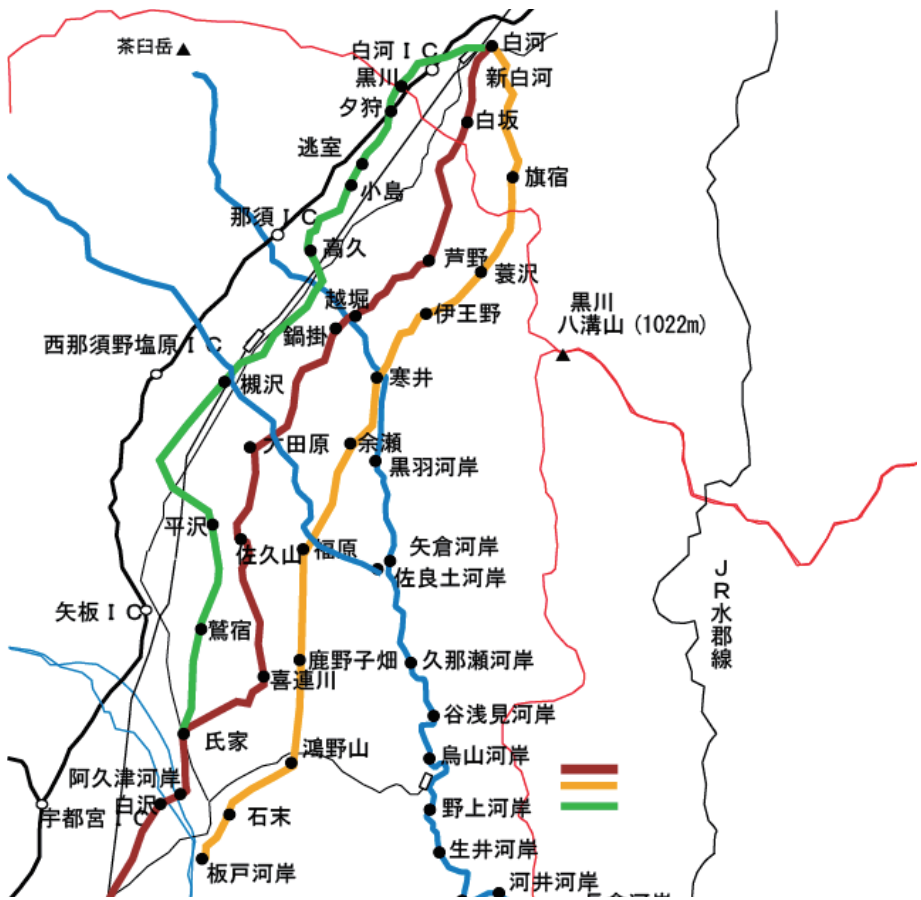 茶臼岳
白河ＩＣ
白河
黒川
新白河
夕狩
白坂
逃室
小島
旗宿
那須ＩＣ
高久
芦野
蓑沢
越堀
黒川
八溝山 (1022m)
伊王野
鍋掛
西那須野塩原ＩＣ
槻沢
寒井
大田原
余瀬
黒羽河岸
平沢
佐久山
福原
矢倉河岸
佐良土河岸
ＪＲ水郡線
矢板ＩＣ
鷲宿
鹿野子畑
久那瀬河岸
喜連川
谷浅見河岸
氏家
鴻野山
烏山河岸
阿久津河岸
白沢
宇都宮ＩＣ
石末
野上河岸
生井河岸
板戸河岸
河井河岸